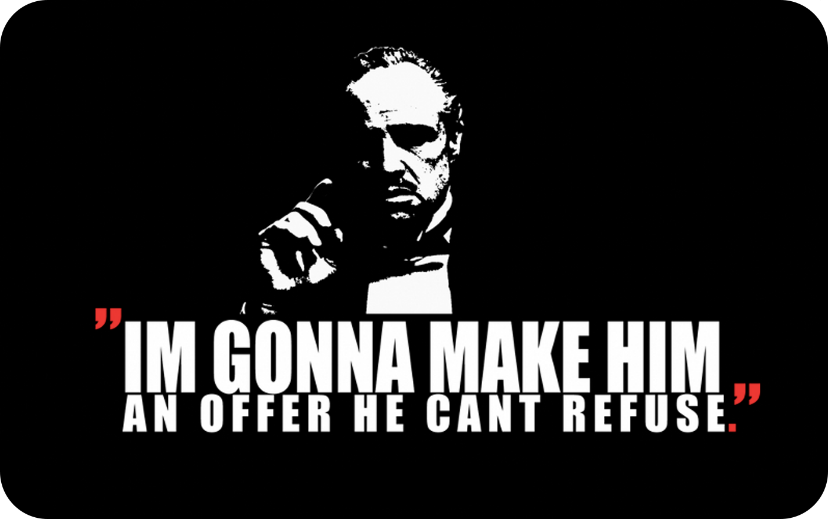 ”IM GONNA MAKE HIM
AN OFFER HE CANT REFUSE.”